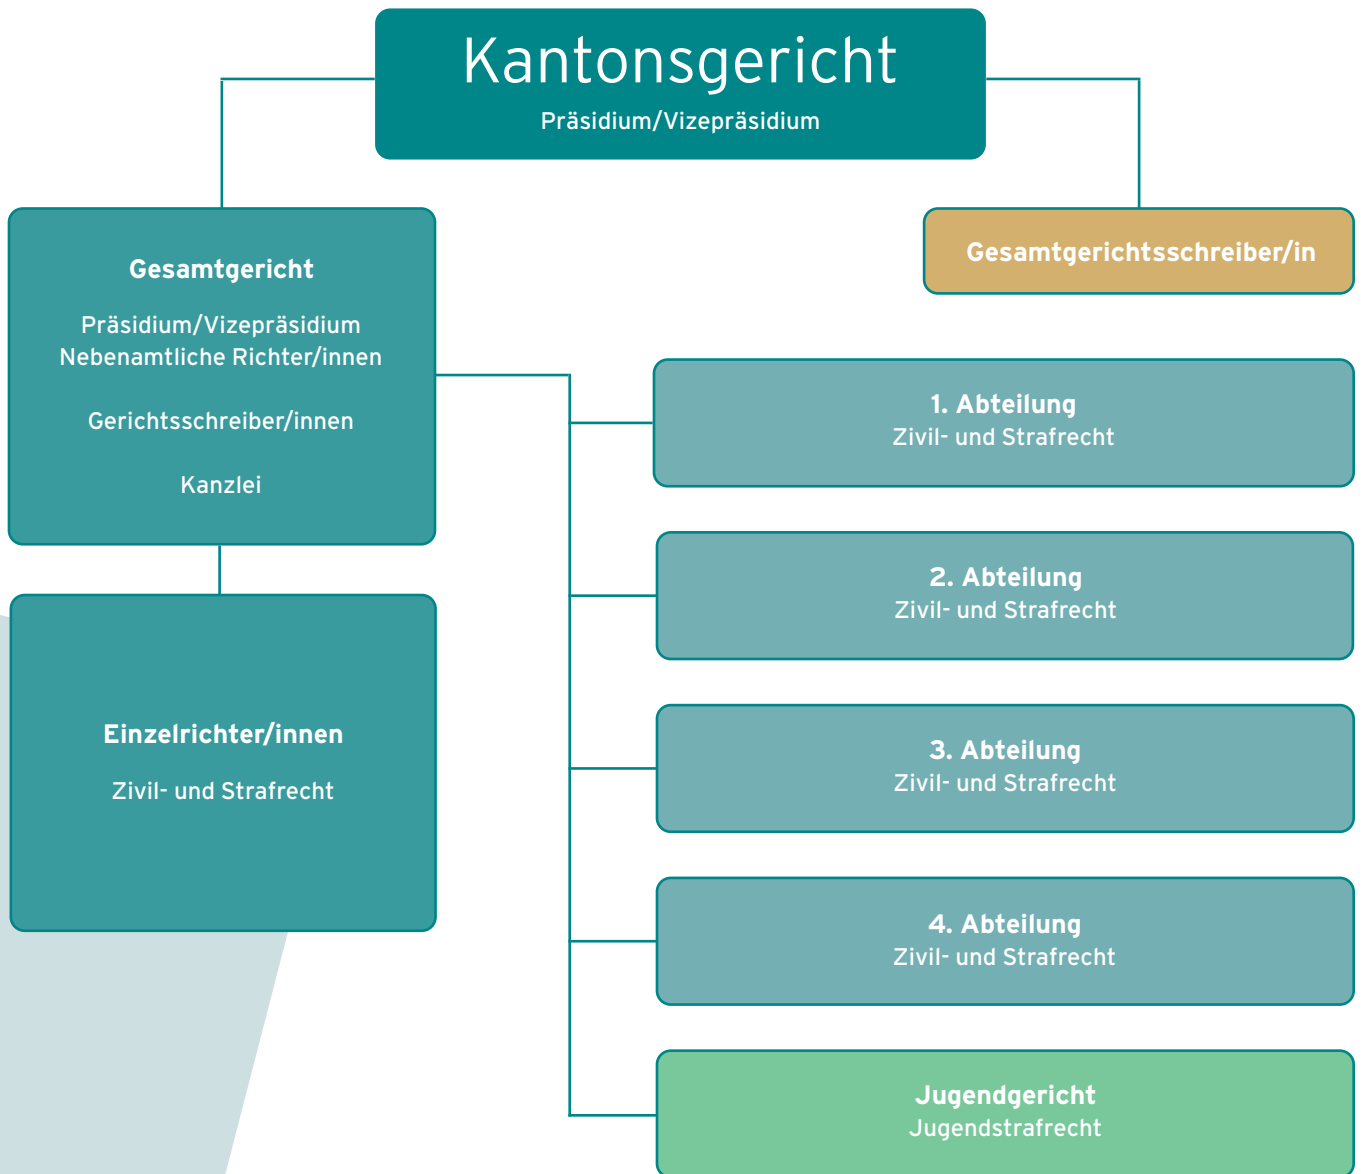 Kantonsgericht
Präsidium/Vizepräsidium
Gesamtgericht
Präsidium/Vizepräsidium
Nebenamtliche Richter/innen
Gerichtsschreiber/innen
Kanzlei
Einzelrichter/innen
Zivil- und Strafrecht
Gesamtgerichtsschreiber/in
1. Abteilung
Zivil- und Strafrecht
2. Abteilung
Zivil- und Strafrecht
3. Abteilung
Zivil- und Strafrecht
4. Abteilung
Zivil- und Strafrecht
Jugendgericht
Jugendstrafrecht